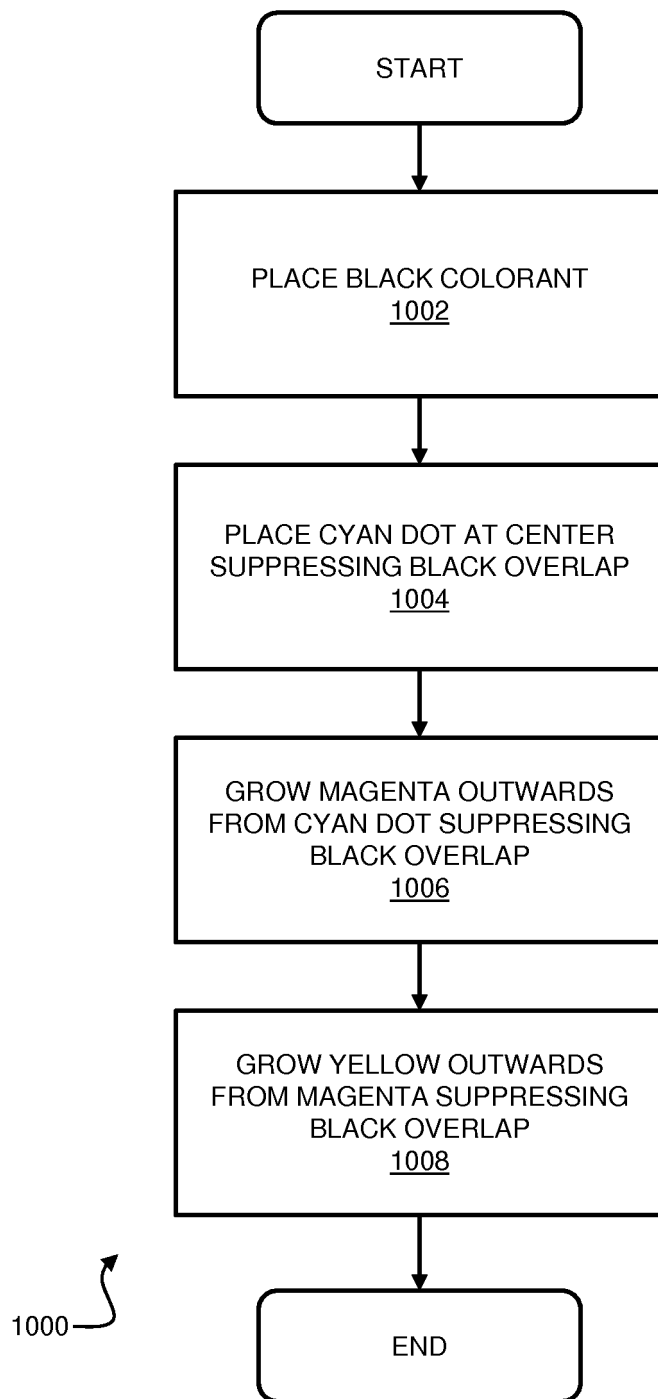 START
PLACE BLACK COLORANT
1002
PLACE CYAN DOT AT CENTER
SUPPRESSING BLACK OVERLAP
1004
GROW MAGENTA OUTWARDS
FROM CYAN DOT SUPPRESSING
BLACK OVERLAP
1006
GROW YELLOW OUTWARDS
FROM MAGENTA SUPPRESSING
BLACK OVERLAP
1008
1000
END